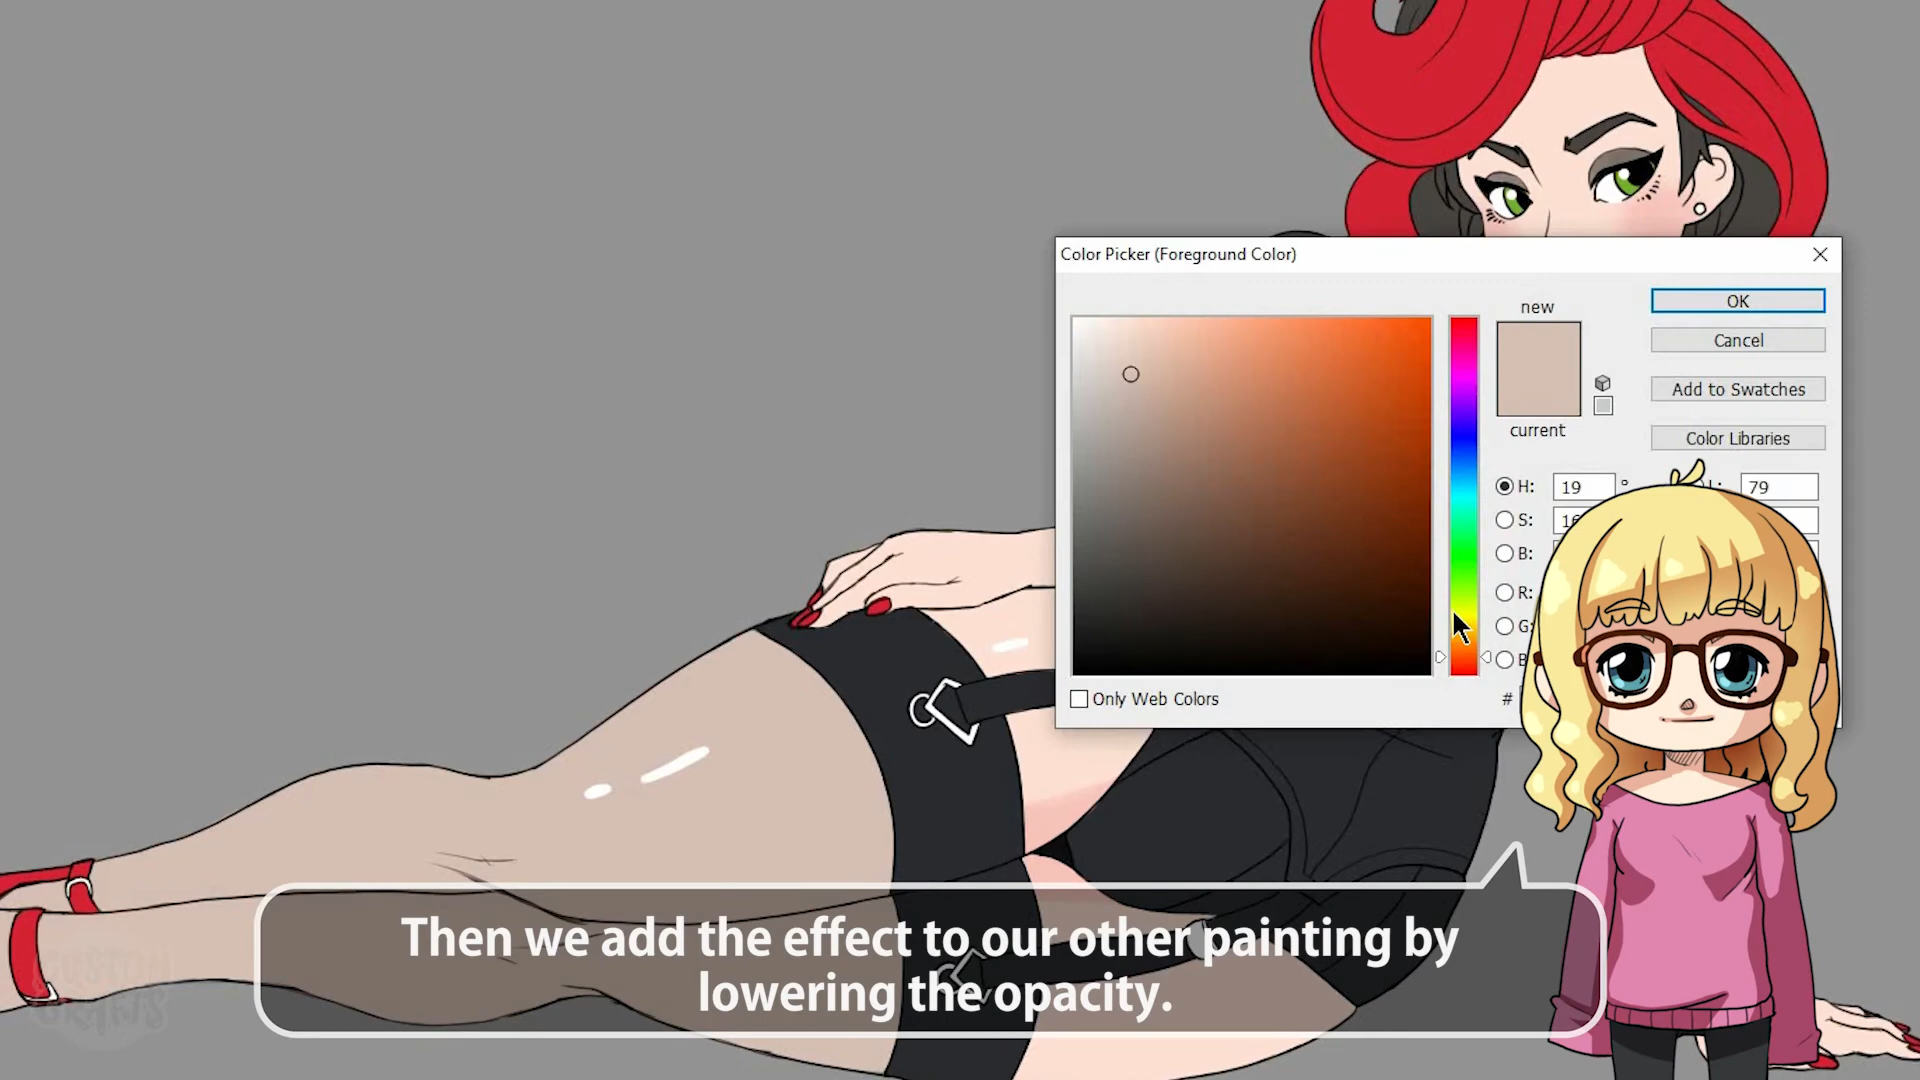 Color Picker (Foreground Color)
new
OK
Cancel
Add to Swatches
current
Color Libraries
H: 19 °
L: 79
S:
B:
R:
G:
Only Web Colors
#
Then we add the effect to our other painting by
lowering the opacity.